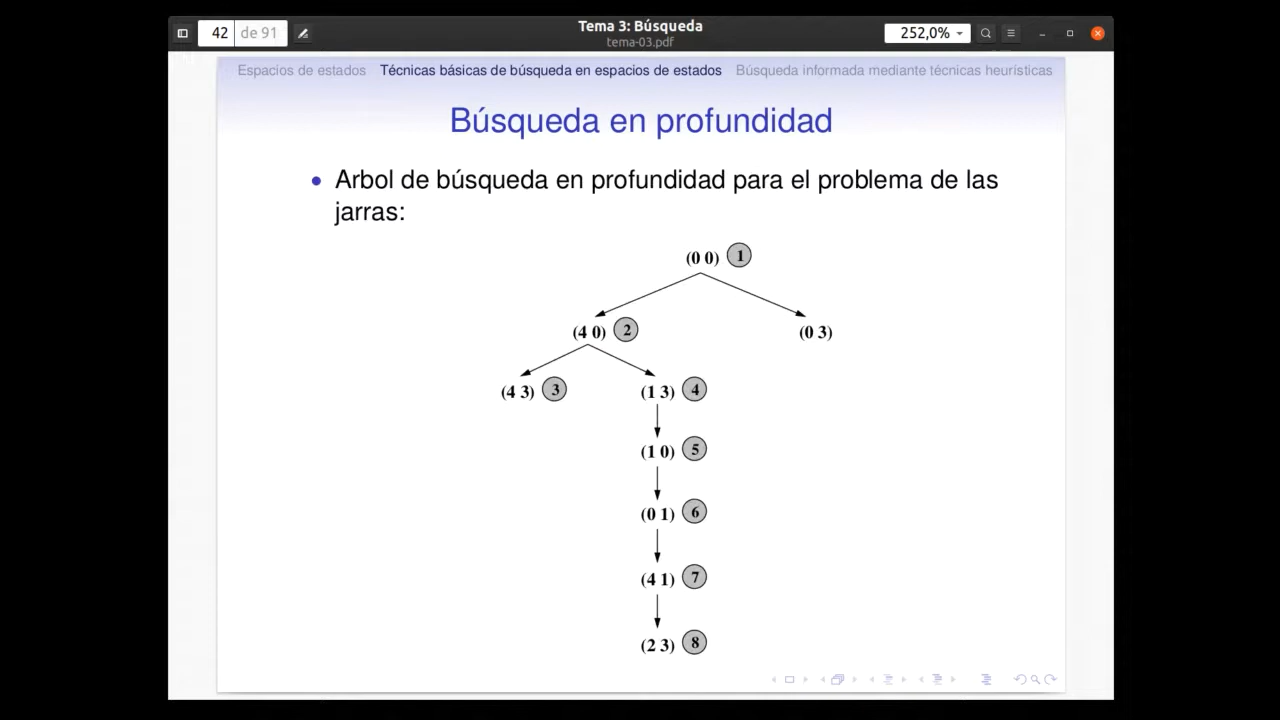 42 de 91
Tema 3: Búsqueda
tema-03.pdf
252,0%
Espacios de estados Técnicas básicas de búsqueda en espacios de estados Búsqueda informada mediante técnicas heurísticas
Búsqueda en profundidad
• Arbol de búsqueda en profundidad para el problema de las
jarras:
(0 0) 1
(4 0) 2 (0 3)
(4 3) 3 (1 3) 4
(1 0) 5
(0 1) 6
(4 1) 7
(2 3) 8